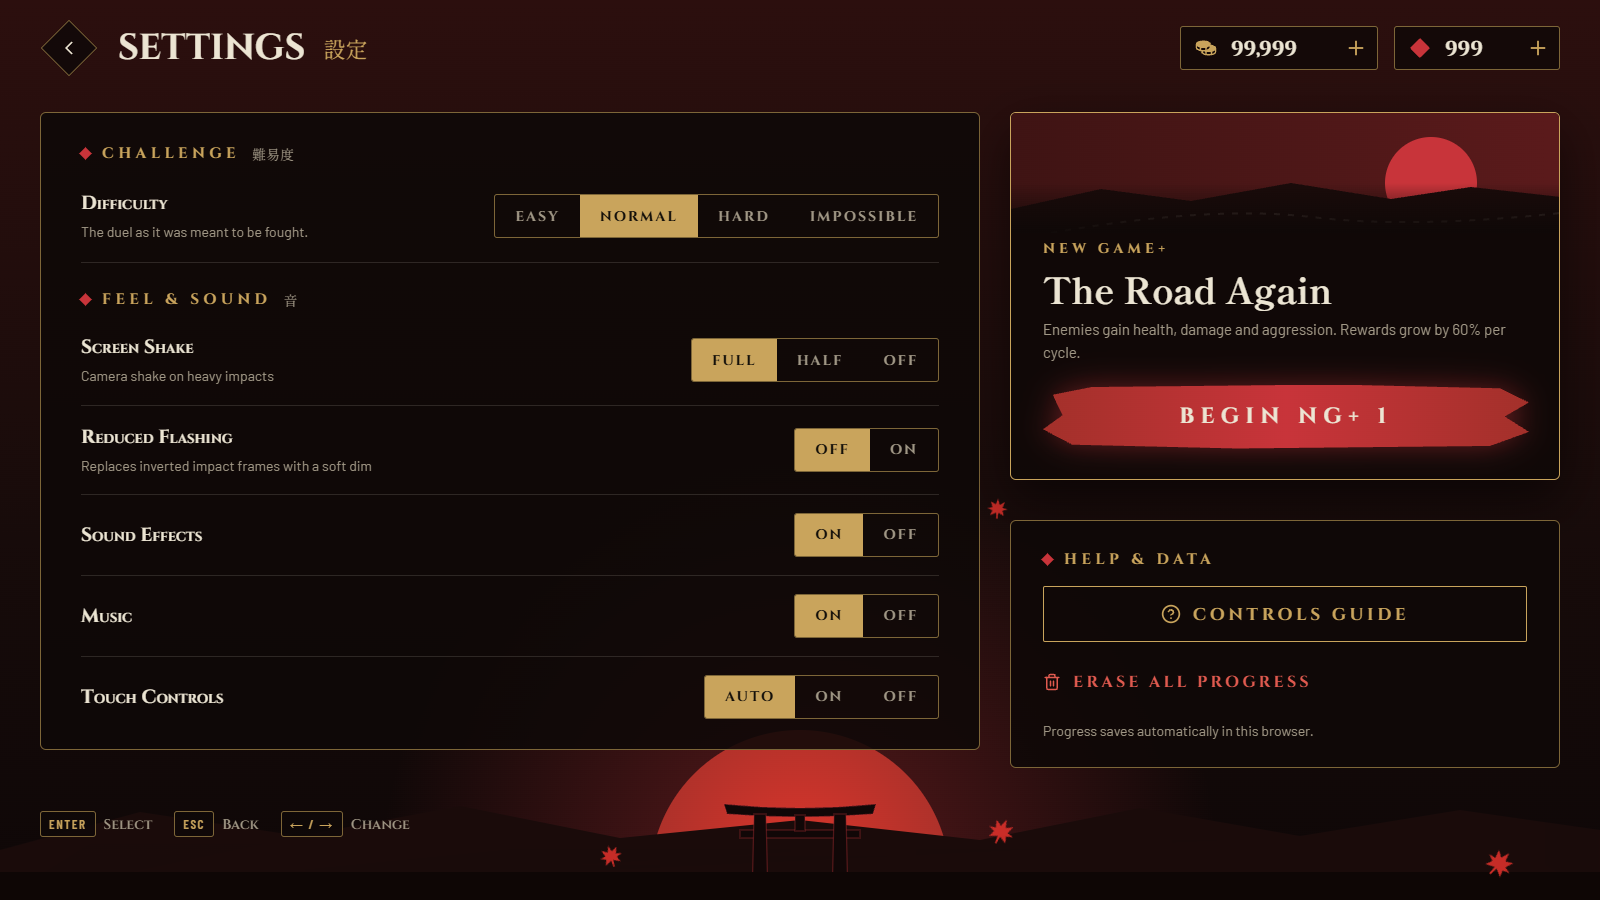 SETTINGS 設定
99,999
999
CHALLENGE 難易度
Difficulty
The duel as it was meant to be fought.
EASY NORMAL HARD IMPOSSIBLE
FEEL & SOUND 音
Screen Shake
Camera shake on heavy impacts
FULL HALF OFF
Reduced Flashing
Replaces inverted impact frames with a soft dim
OFF ON
Sound Effects
ON OFF
Music
ON OFF
Touch Controls
AUTO ON OFF
NEW GAME+
The Road Again
Enemies gain health, damage and aggression. Rewards grow by 60% per
cycle.
BEGIN NG+ 1
HELP & DATA
CONTROLS GUIDE
ERASE ALL PROGRESS
Progress saves automatically in this browser.
ENTER Select ESC Back ← / → Change